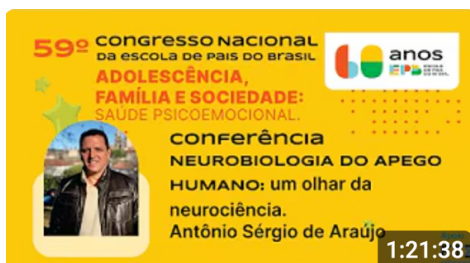 59º CONGRESSO NACIONAL
DA ESCOLA DE PAIS DO BRASIL
ADOLESCÊNCIA,
FAMÍLIA E SOCIEDADE:
SAÚDE PSICOEMOCIONAL.
60 anos
EPB
CONFERÊNCIA
NEUROBIOLOGIA DO APEGO
HUMANO: um olhar da
neurociência.
Antônio Sérgio de Araújo
1:21:38